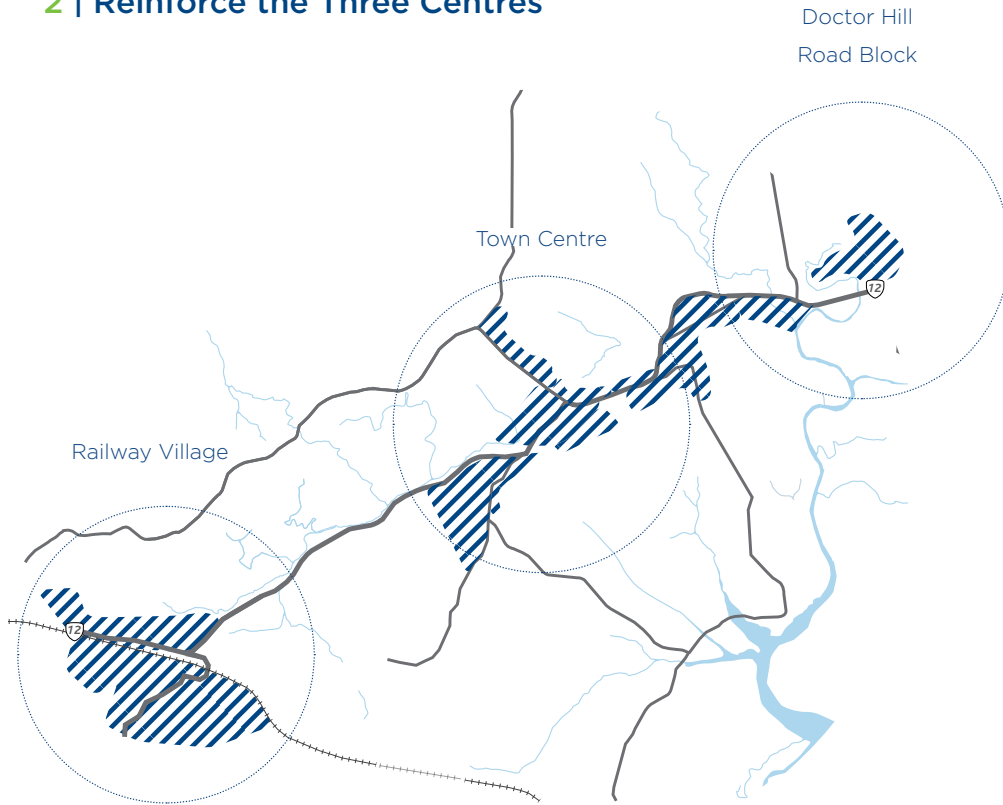 2 | Reinforce the Three Centres
Doctor Hill
Road Block
Town Centre
12
Railway Village
12